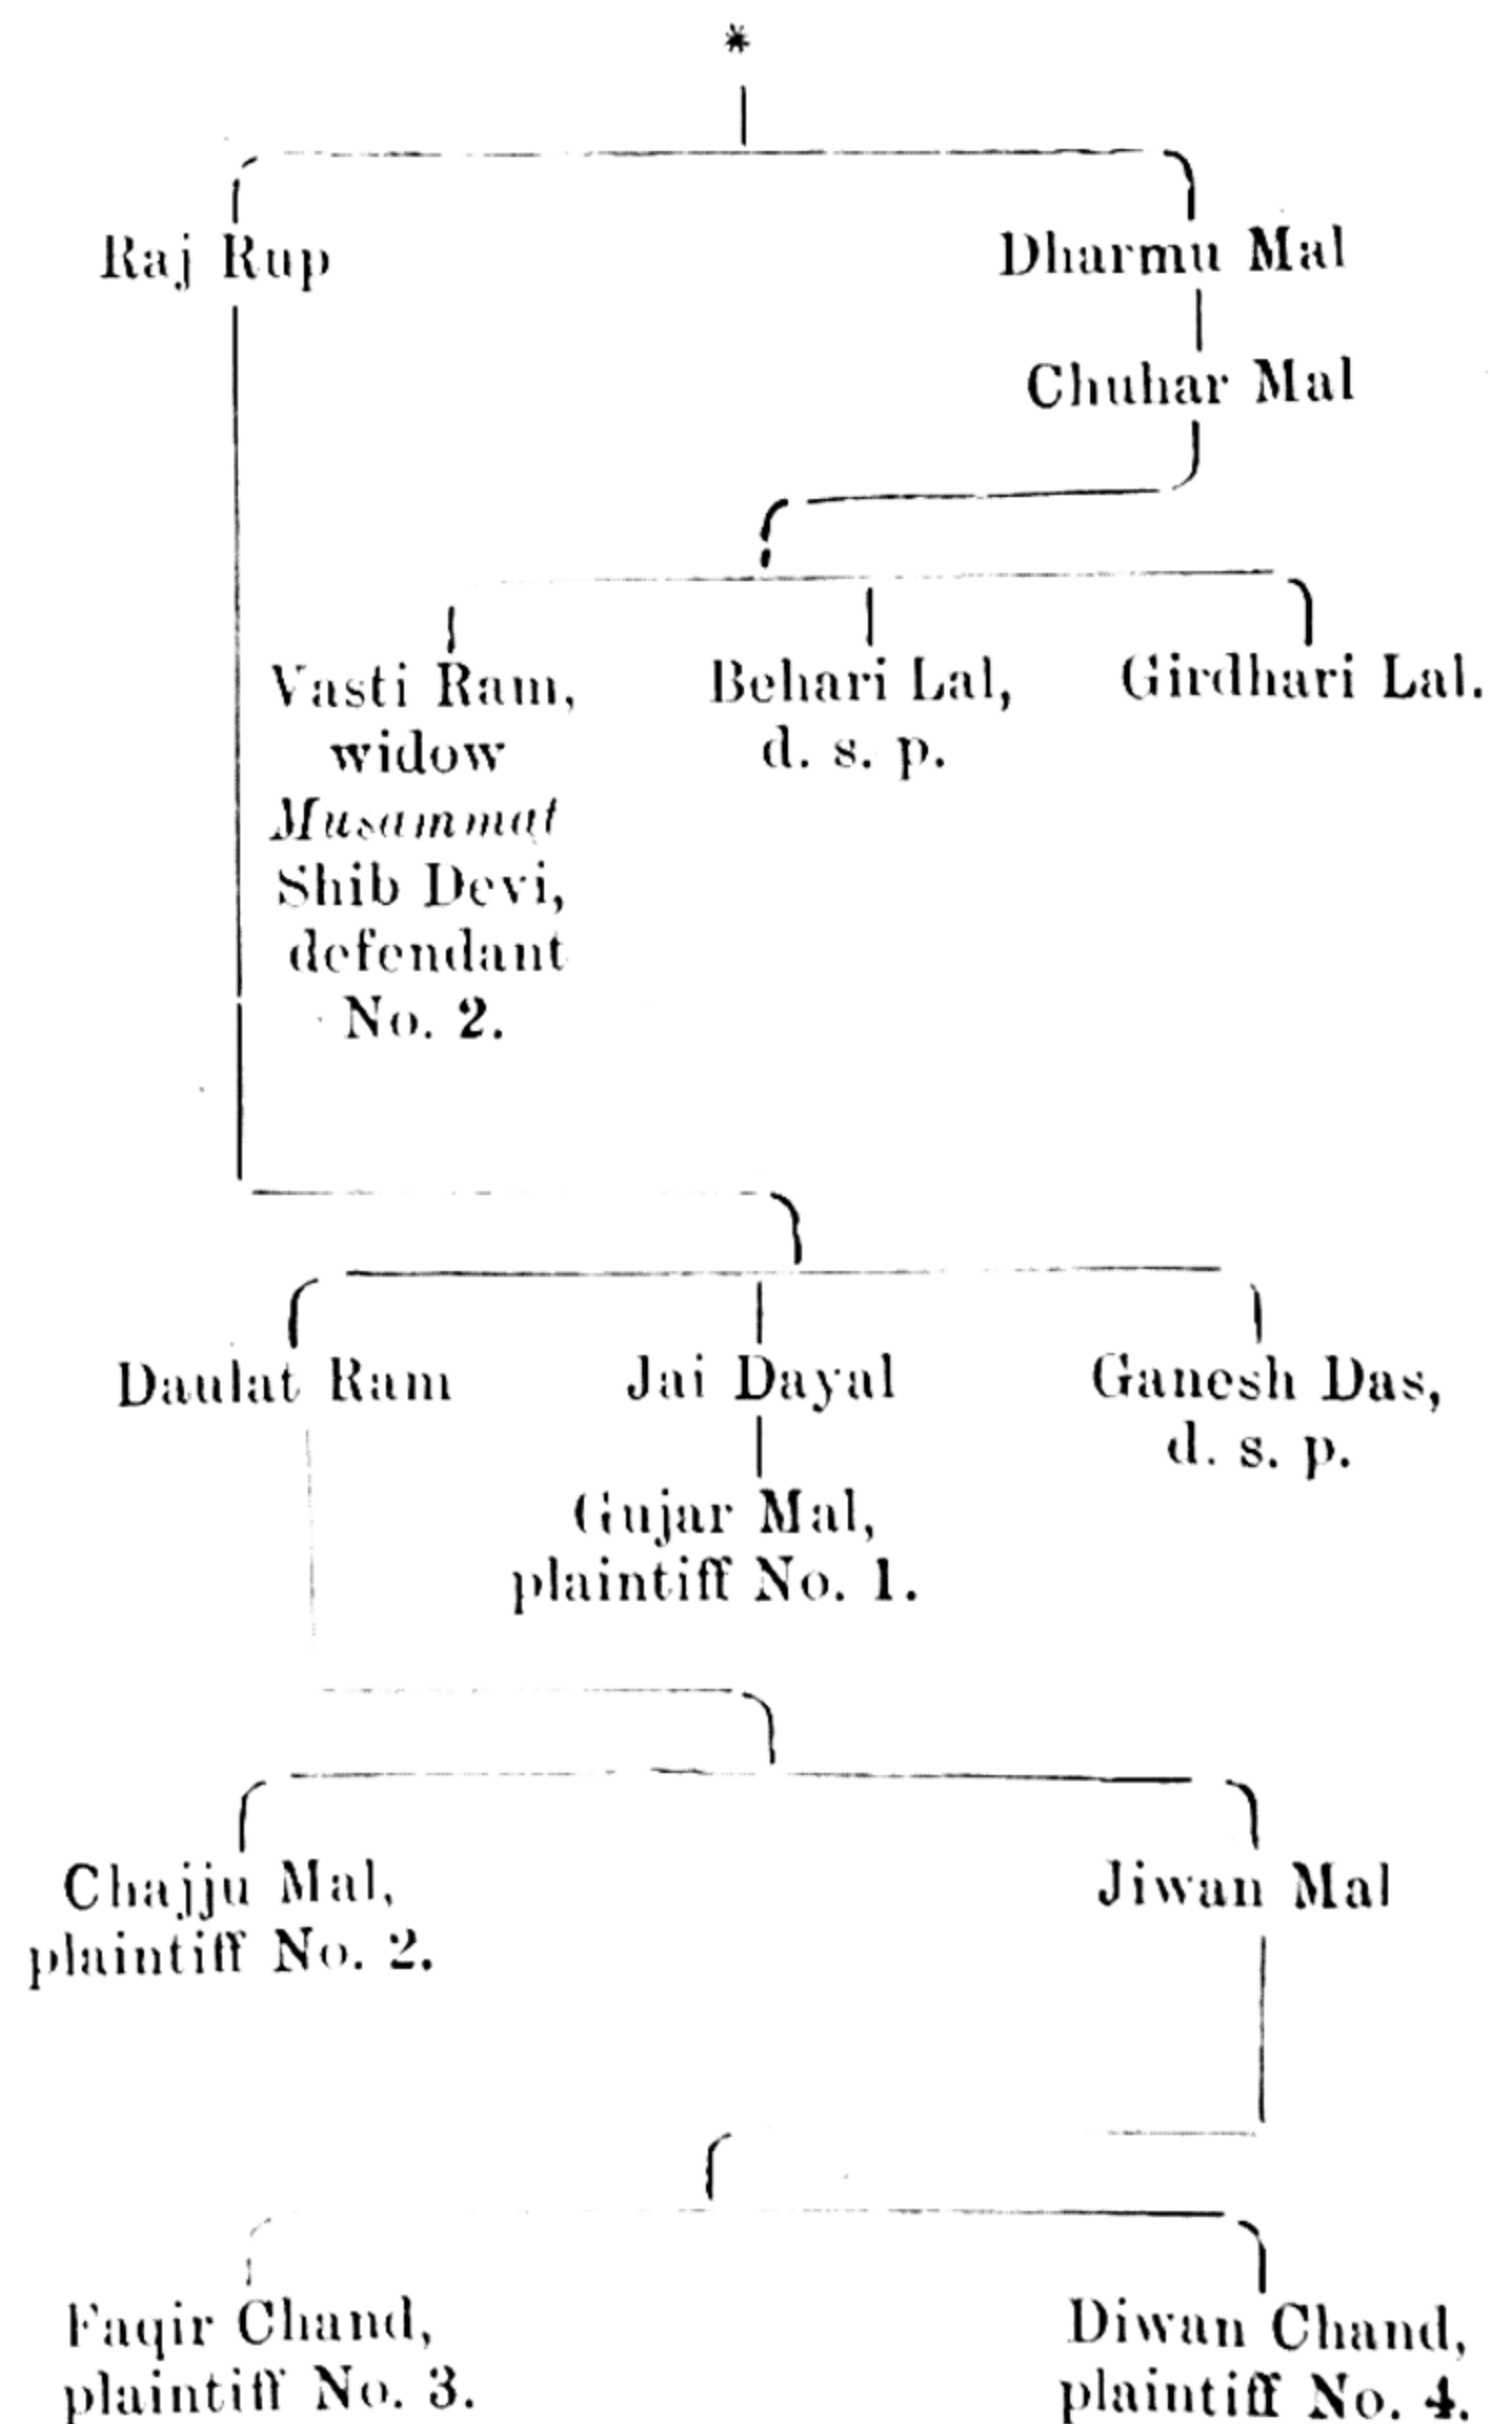 *
Raj Rup
Dharmu Mal
Chuhar Mal
Vasti Ram,
widow
Musammat
Shib Devi,
defendant
No. 2.
Behari Lal,
d. s. p.
Girdhari Lal.
Daulat Ram
Jai Dayal
Ganesh Das,
d. s. p.
Gujar Mal,
plaintiff No. 1.
Chajju Mal,
plaintiff No. 2.
Jiwan Mal
Faqir Chand,
plaintiff No. 3.
Diwan Chand,
plaintiff No. 4.